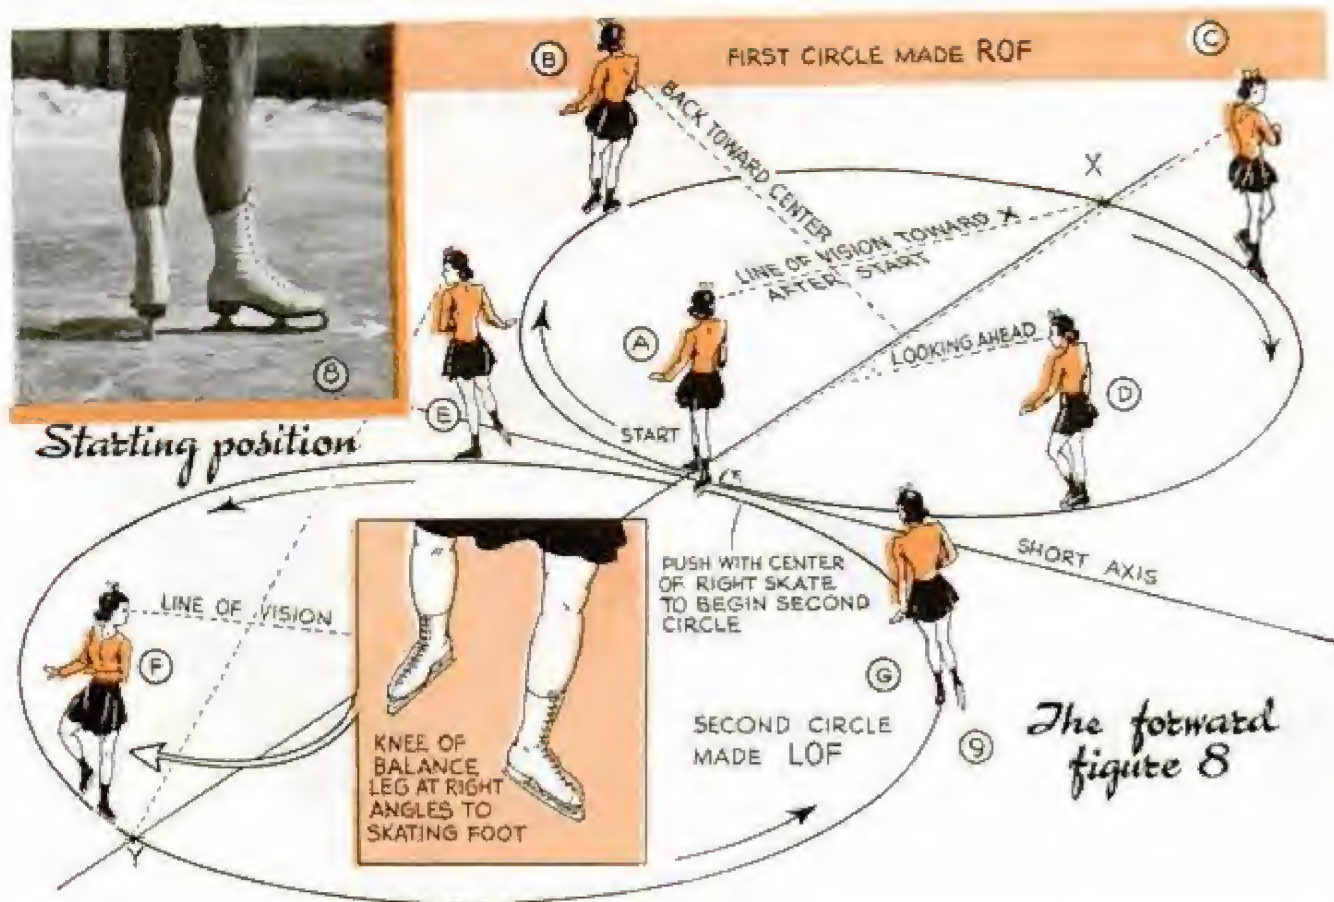 FIRST CIRCLE MADE ROF
B
C
BACK TOWARD CENTER
X
LINE OF VISION TOWARD X
AFTER START
A
LOOKING AHEAD
D
8
E
START
Starting position
SHORT AXIS
PUSH WITH CENTER
OF RIGHT SKATE
TO BEGIN SECOND
CIRCLE
LINE OF VISION
F
G
9
SECOND CIRCLE
MADE LOF
KNEE OF
BALANCE
LEG AT RIGHT
ANGLES TO
SKATING FOOT
Y
The forward
figure 8